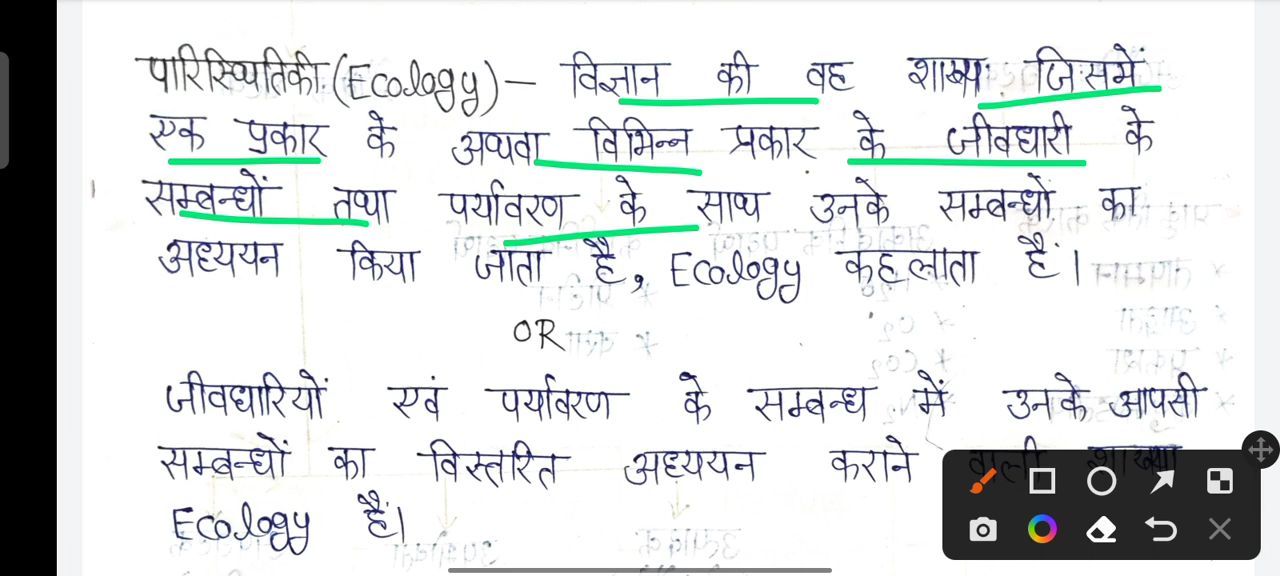 पारिस्थितिकी (Ecology) – विज्ञान की वह शाखा जिसमें
एक प्रकार के अथवा विभिन्न प्रकार के जीवधारी के
सम्बन्धों तथा पर्यावरण के साथ उनके सम्बन्धों का
अध्ययन किया जाता है, Ecology कहलाता है।
OR
जीवधारियों एवं पर्यावरण के सम्बन्ध में उनके आपसी
सम्बन्धों का विस्तरित अध्ययन कराने वाली शाखा
Ecology है।